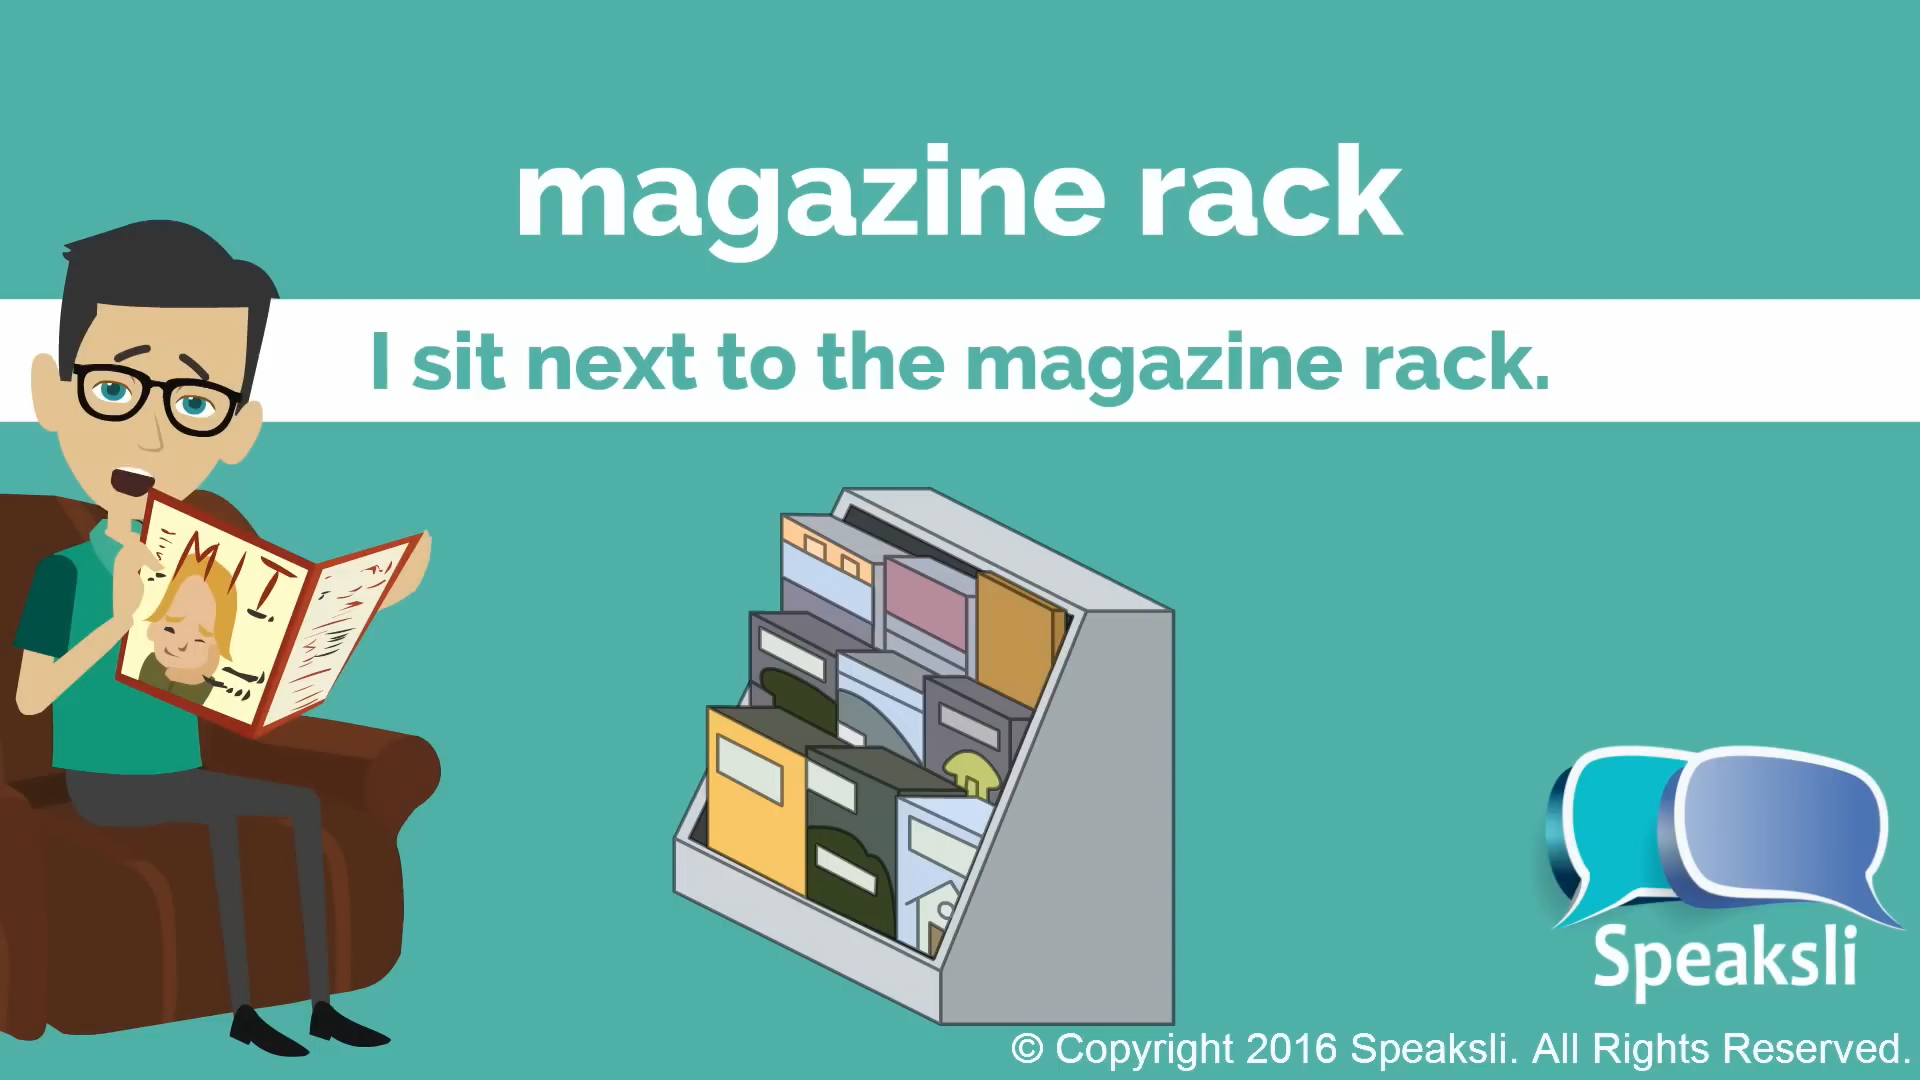 magazine rack
I sit next to the magazine rack.
Speaksli
© Copyright 2016 Speaksli. All Rights Reserved.